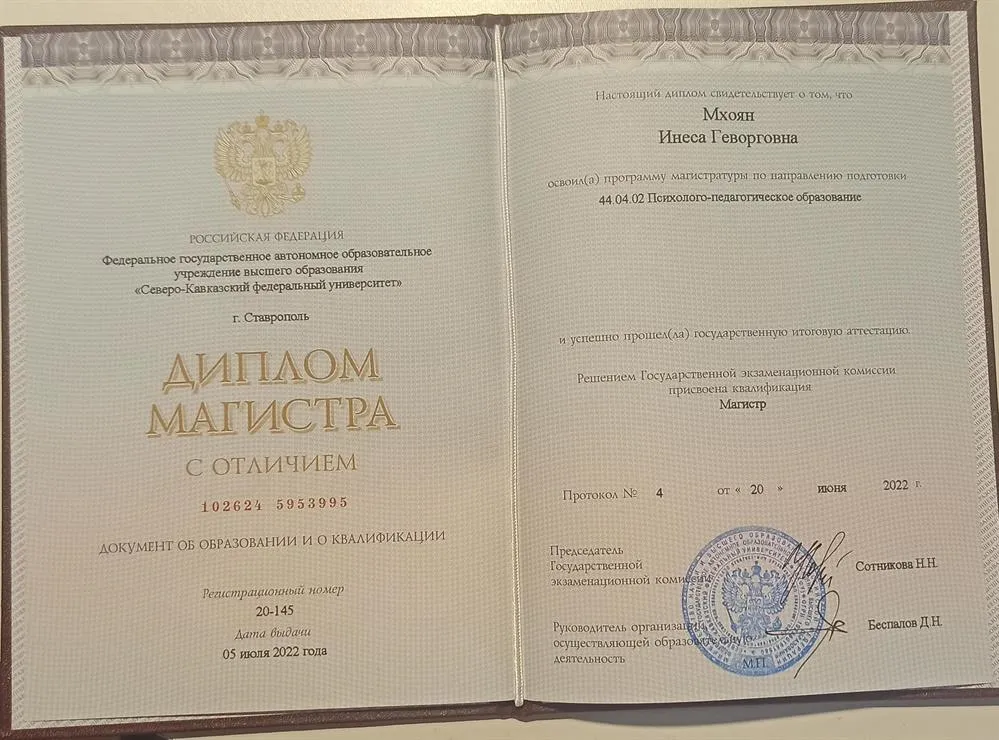 РОССИЙСКАЯ ФЕДЕРАЦИЯ
Федеральное государственное автономное образовательное
учреждение высшего образования
«Северо-Кавказский федеральный университет»
г. Ставрополь
ДИПЛОМ
МАГИСТРА
С ОТЛИЧИЕМ
102624 5953995
ДОКУМЕНТ ОБ ОБРАЗОВАНИИ И О КВАЛИФИКАЦИИ
Регистрационный номер
20-145
Дата выдачи
05 июля 2022 года
Настоящий диплом свидетельствует о том, что
Мхоян
Инеса Геворговна
освоил(а) программу магистратуры по направлению подготовки
44.04.02 Психолого-педагогическое образование
и успешно прошел(ла) государственную итоговую аттестацию.
Решением Государственной экзаменационной комиссии
присвоена квалификация
Магистр
Протокол № 4 от « 20 » июня 2022 г.
Председатель
Государственной
экзаменационной комиссии
Сотникова Н.Н.
Руководитель организации,
осуществляющей образовательную
деятельность
Беспалов Д.Н.
М.П.